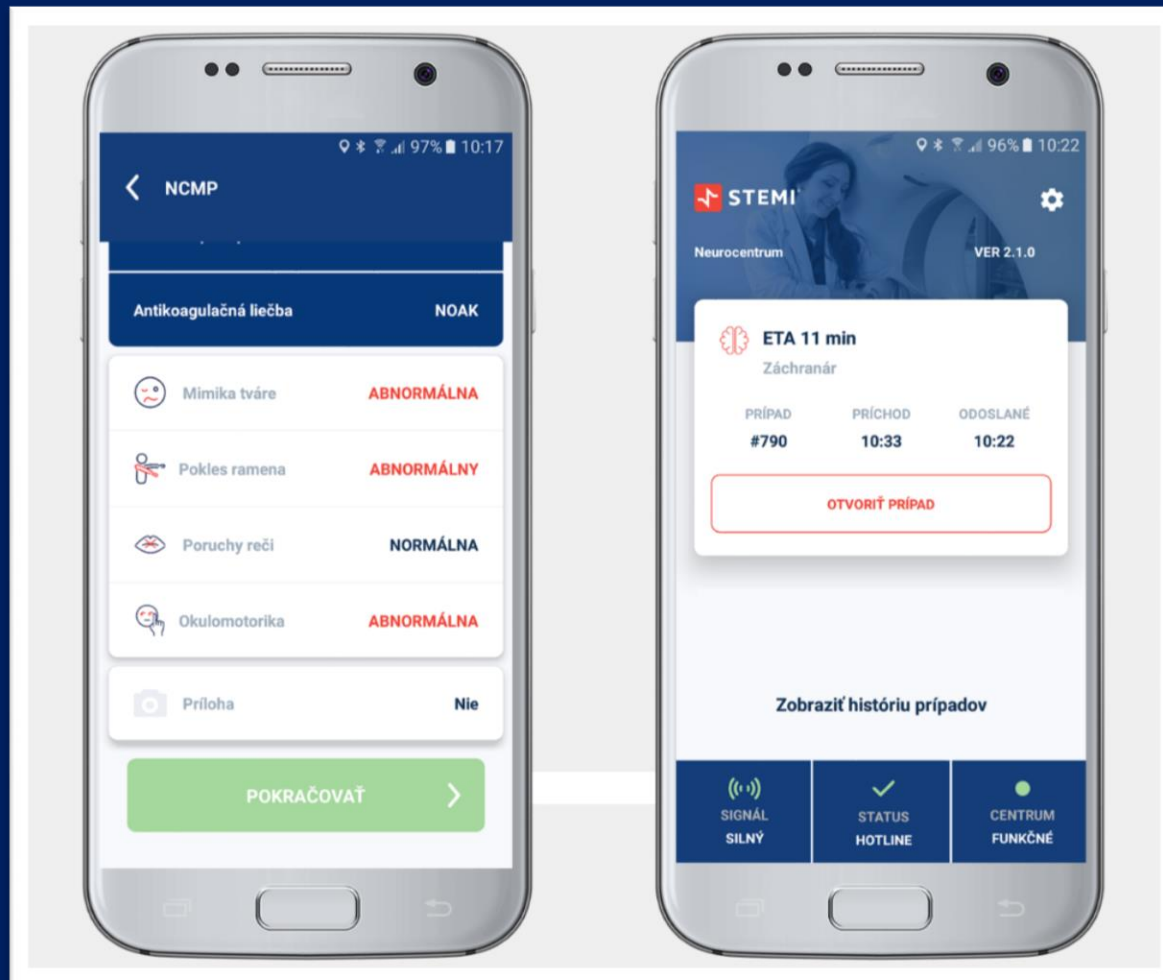 97% 10:17
NCMP
Antikoagulačná liečba NOAK
Mimika tváre ABNORMÁLNA
Pokles ramena ABNORMÁLNY
Poruchy reči NORMÁLNA
Okulomotorika ABNORMÁLNA
Príloha Nie
POKRAČOVAŤ
96% 10:22
STEMI
Neurocentrum VER 2.1.0
ETA 11 min
Záchranár
PRÍPAD PRÍCHOD ODOSLANÉ
#790 10:33 10:22
OTVORIŤ PRÍPAD
Zobraziť históriu prípadov
SIGNÁL STATUS CENTRUM
SILNÝ HOTLINE FUNKČNÉ